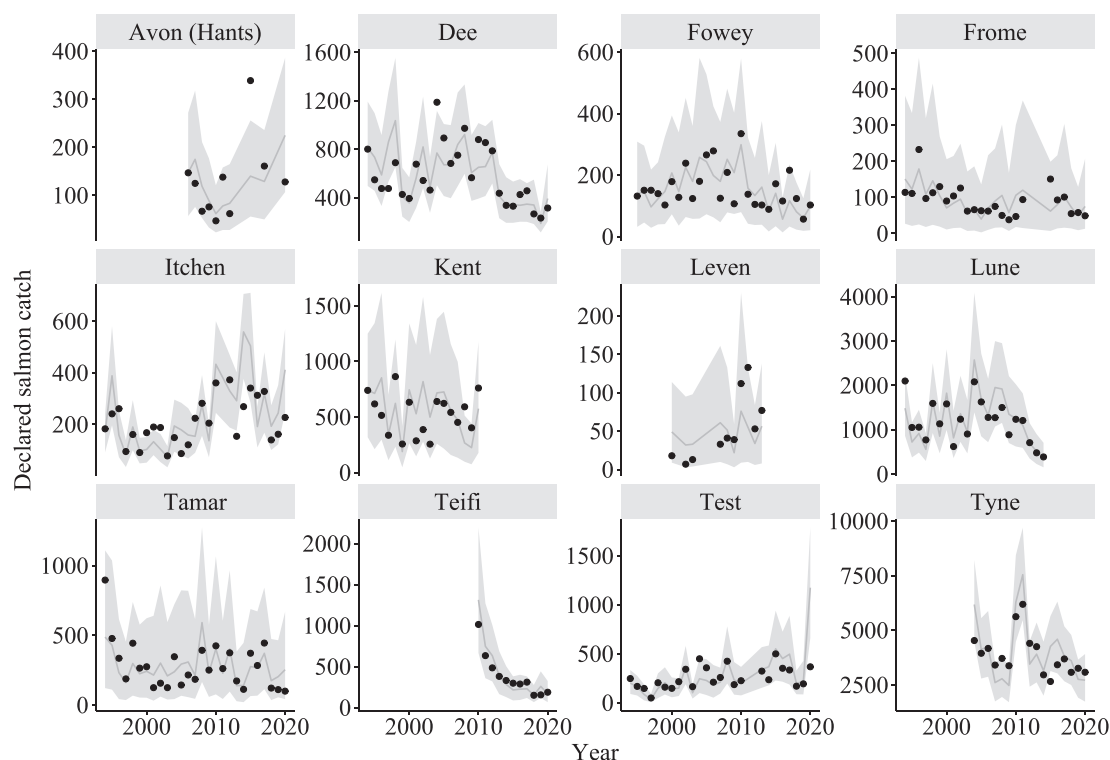 Avon (Hants) Dee Fowey Frome
400 300 200 100
1600 1200 800 400
600 400 200 0
500 400 300 200 100 0
Declared salmon catch
Itchen Kent Leven Lune
600 400 200
1500 1000 500 0
200 150 100 50 0
4000 3000 2000 1000 0
Tamar Teifi Test Tyne
1000 500 0
2000 1500 1000 500 0
1500 1000 500 0
10000 7500 5000 2500
2000 2010 2020 2000 2010 2020 2000 2010 2020 2000 2010 2020
Year